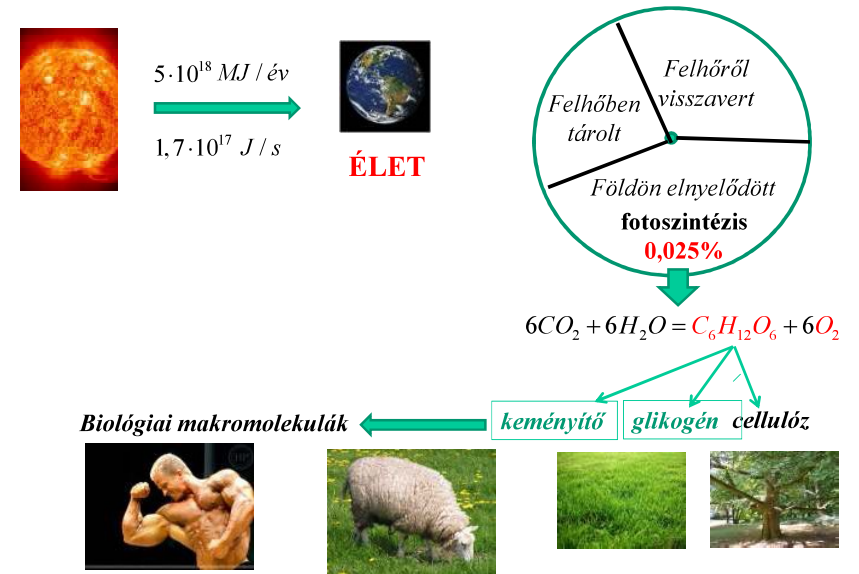 5·10¹⁸ MJ / év
1,7·10¹⁷ J / s
ÉLET
Felhőről
visszavert
Felhőben
tárolt
Földön elnyelődött
fotoszintézis
0,025%
6CO₂ + 6H₂O = C₆H₁₂O₆ + 6O₂
Biológiai makromolekulák
keményítő
glikogén
cellulóz